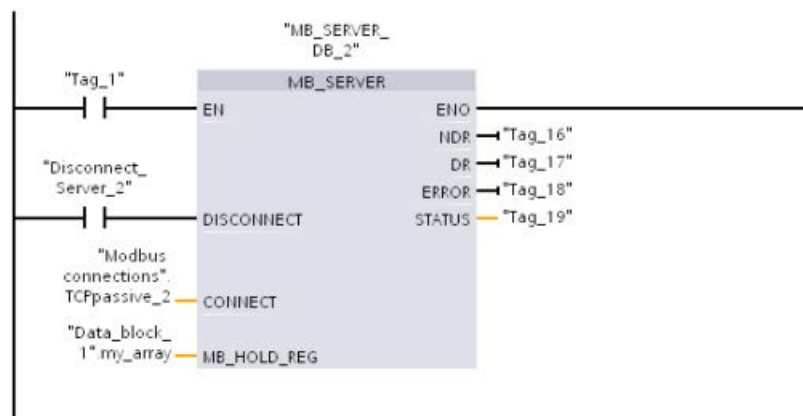 "MB_SERVER_
DB_2"
"Tag_1"
MB_SERVER
EN
ENO
NDR
"Tag_16"
DR
"Tag_17"
"Disconnect_
Server_2"
ERROR
"Tag_18"
DISCONNECT
STATUS
"Tag_19"
"Modbus
connections".
TCPpassive_2
CONNECT
"Data_block_
1".my_array
MB_HOLD_REG